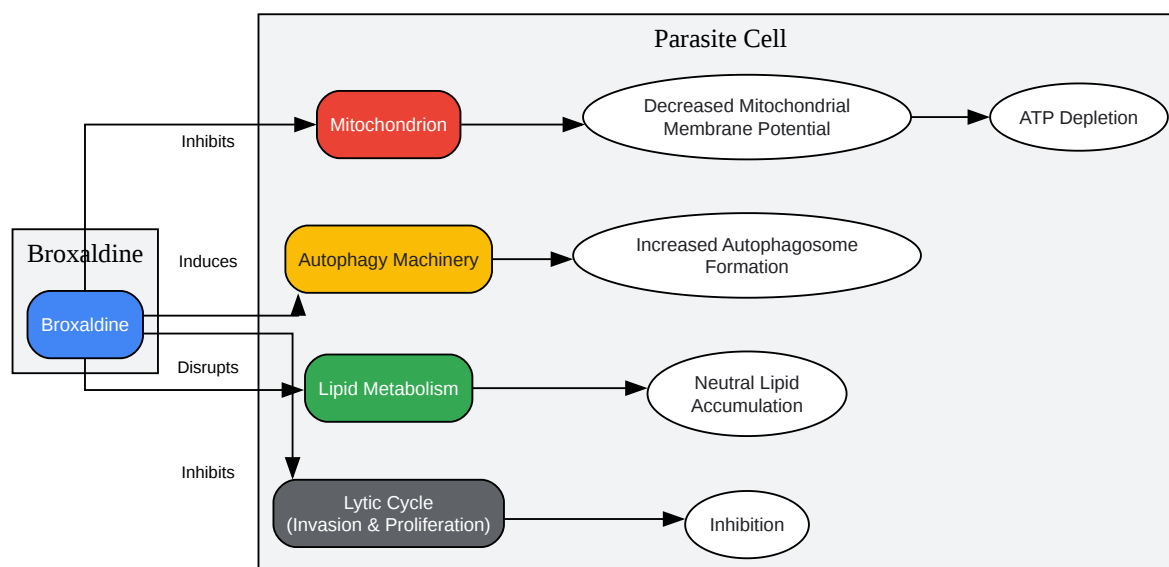 Parasite Cell
Inhibits
Mitochondrion
Decreased Mitochondrial
Membrane Potential
ATP Depletion
Broxaldine
Broxaldine
Induces
Autophagy Machinery
Increased Autophagosome
Formation
Disrupts
Lipid Metabolism
Neutral Lipid
Accumulation
Inhibits
Lytic Cycle
(Invasion & Proliferation)
Inhibition